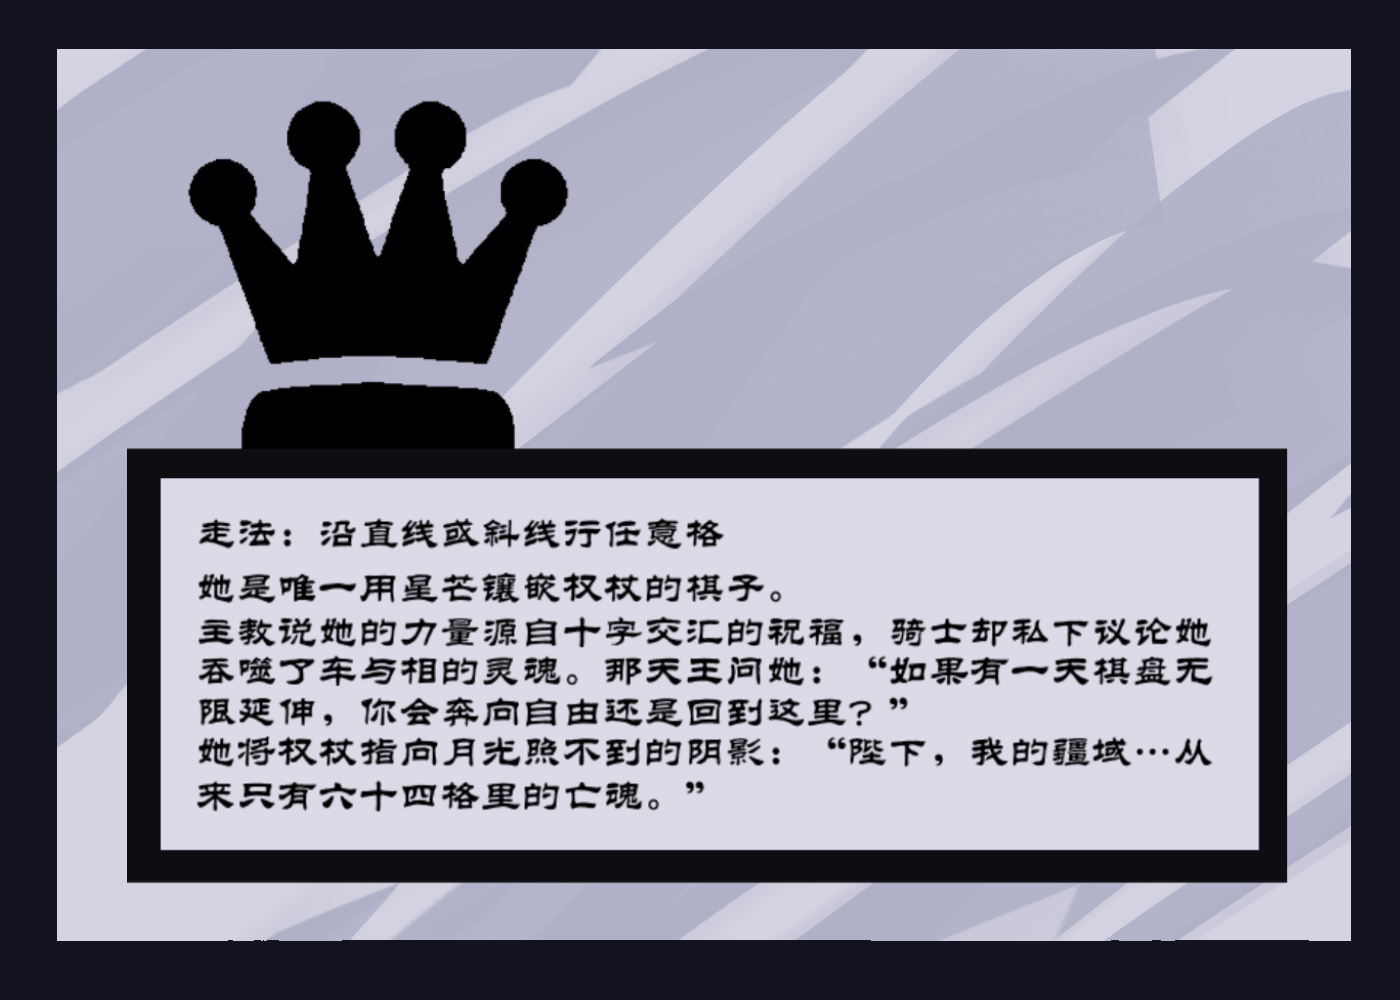 走法：沿直线或斜线行任意格
她是唯一用星芒镶嵌权杖的棋子。
主教说她的力量源自十字交汇的祝福，骑士却私下议论她
吞噬了车与相的灵魂。那天王问她：“如果有一天棋盘无
限延伸，你会奔向自由还是回到这里？”
她将权杖指向月光照不到的阴影：“陛下，我的疆域…从
来只有六十四格里的亡魂。”